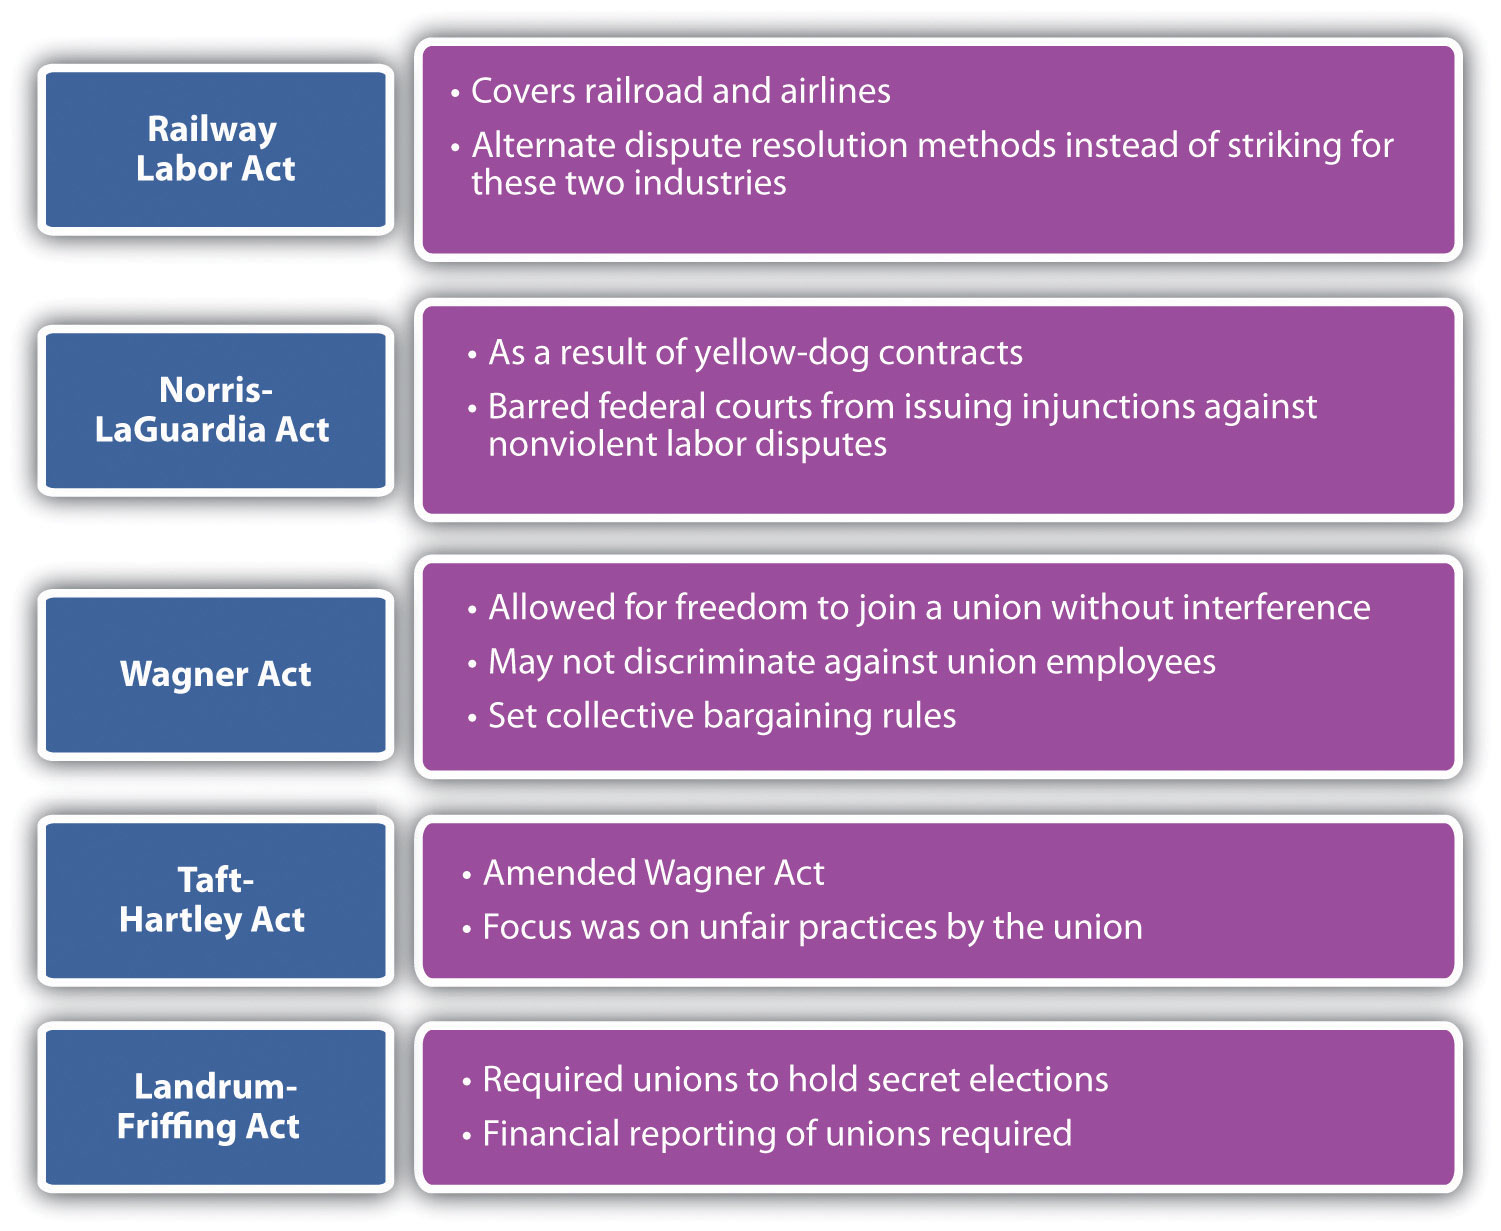 Railway
Labor Act
• Covers railroad and airlines
• Alternate dispute resolution methods instead of striking for
these two industries
Norris-
LaGuardia Act
• As a result of yellow-dog contracts
• Barred federal courts from issuing injunctions against
nonviolent labor disputes
Wagner Act
• Allowed for freedom to join a union without interference
• May not discriminate against union employees
• Set collective bargaining rules
Taft-
Hartley Act
• Amended Wagner Act
• Focus was on unfair practices by the union
Landrum-
Friffing Act
• Required unions to hold secret elections
• Financial reporting of unions required